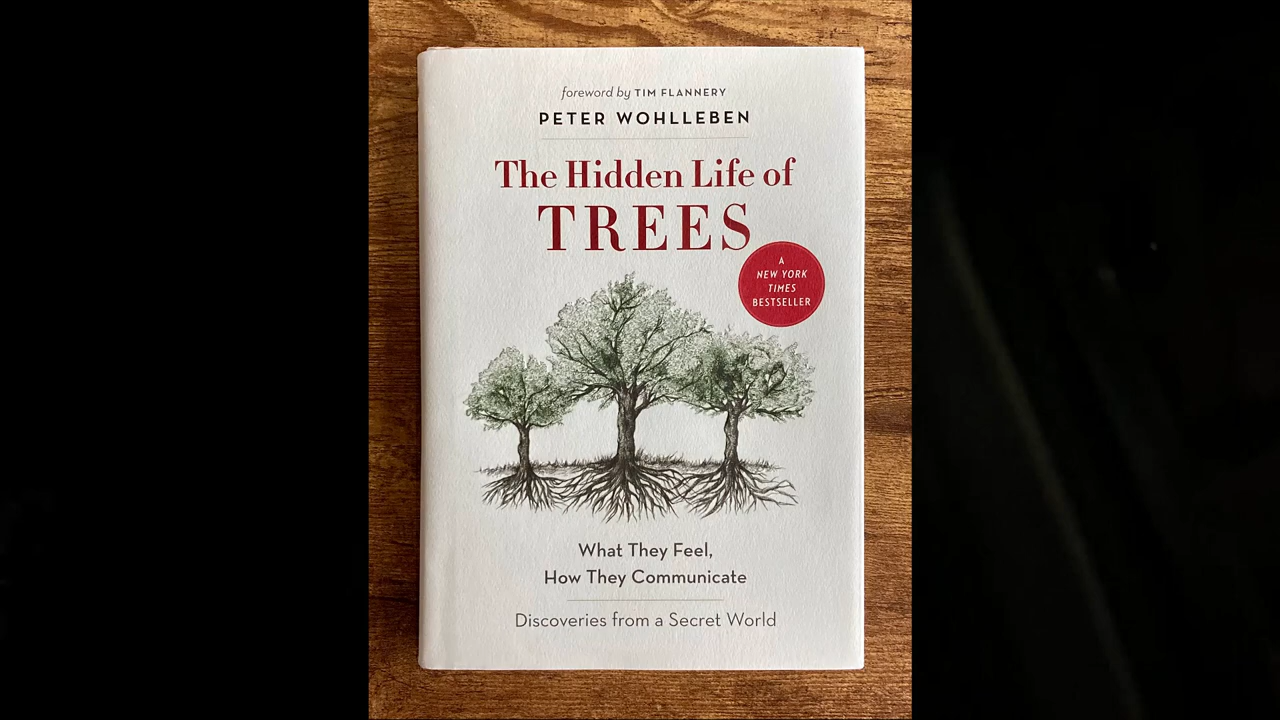 foreword by TIM FLANNERY
PETER WOHLLEBEN
The Hidden Life of
TREES
A
NEW YORK
TIMES
BESTSELLER
What They Feel,
How They Communicate
Discoveries from a Secret World